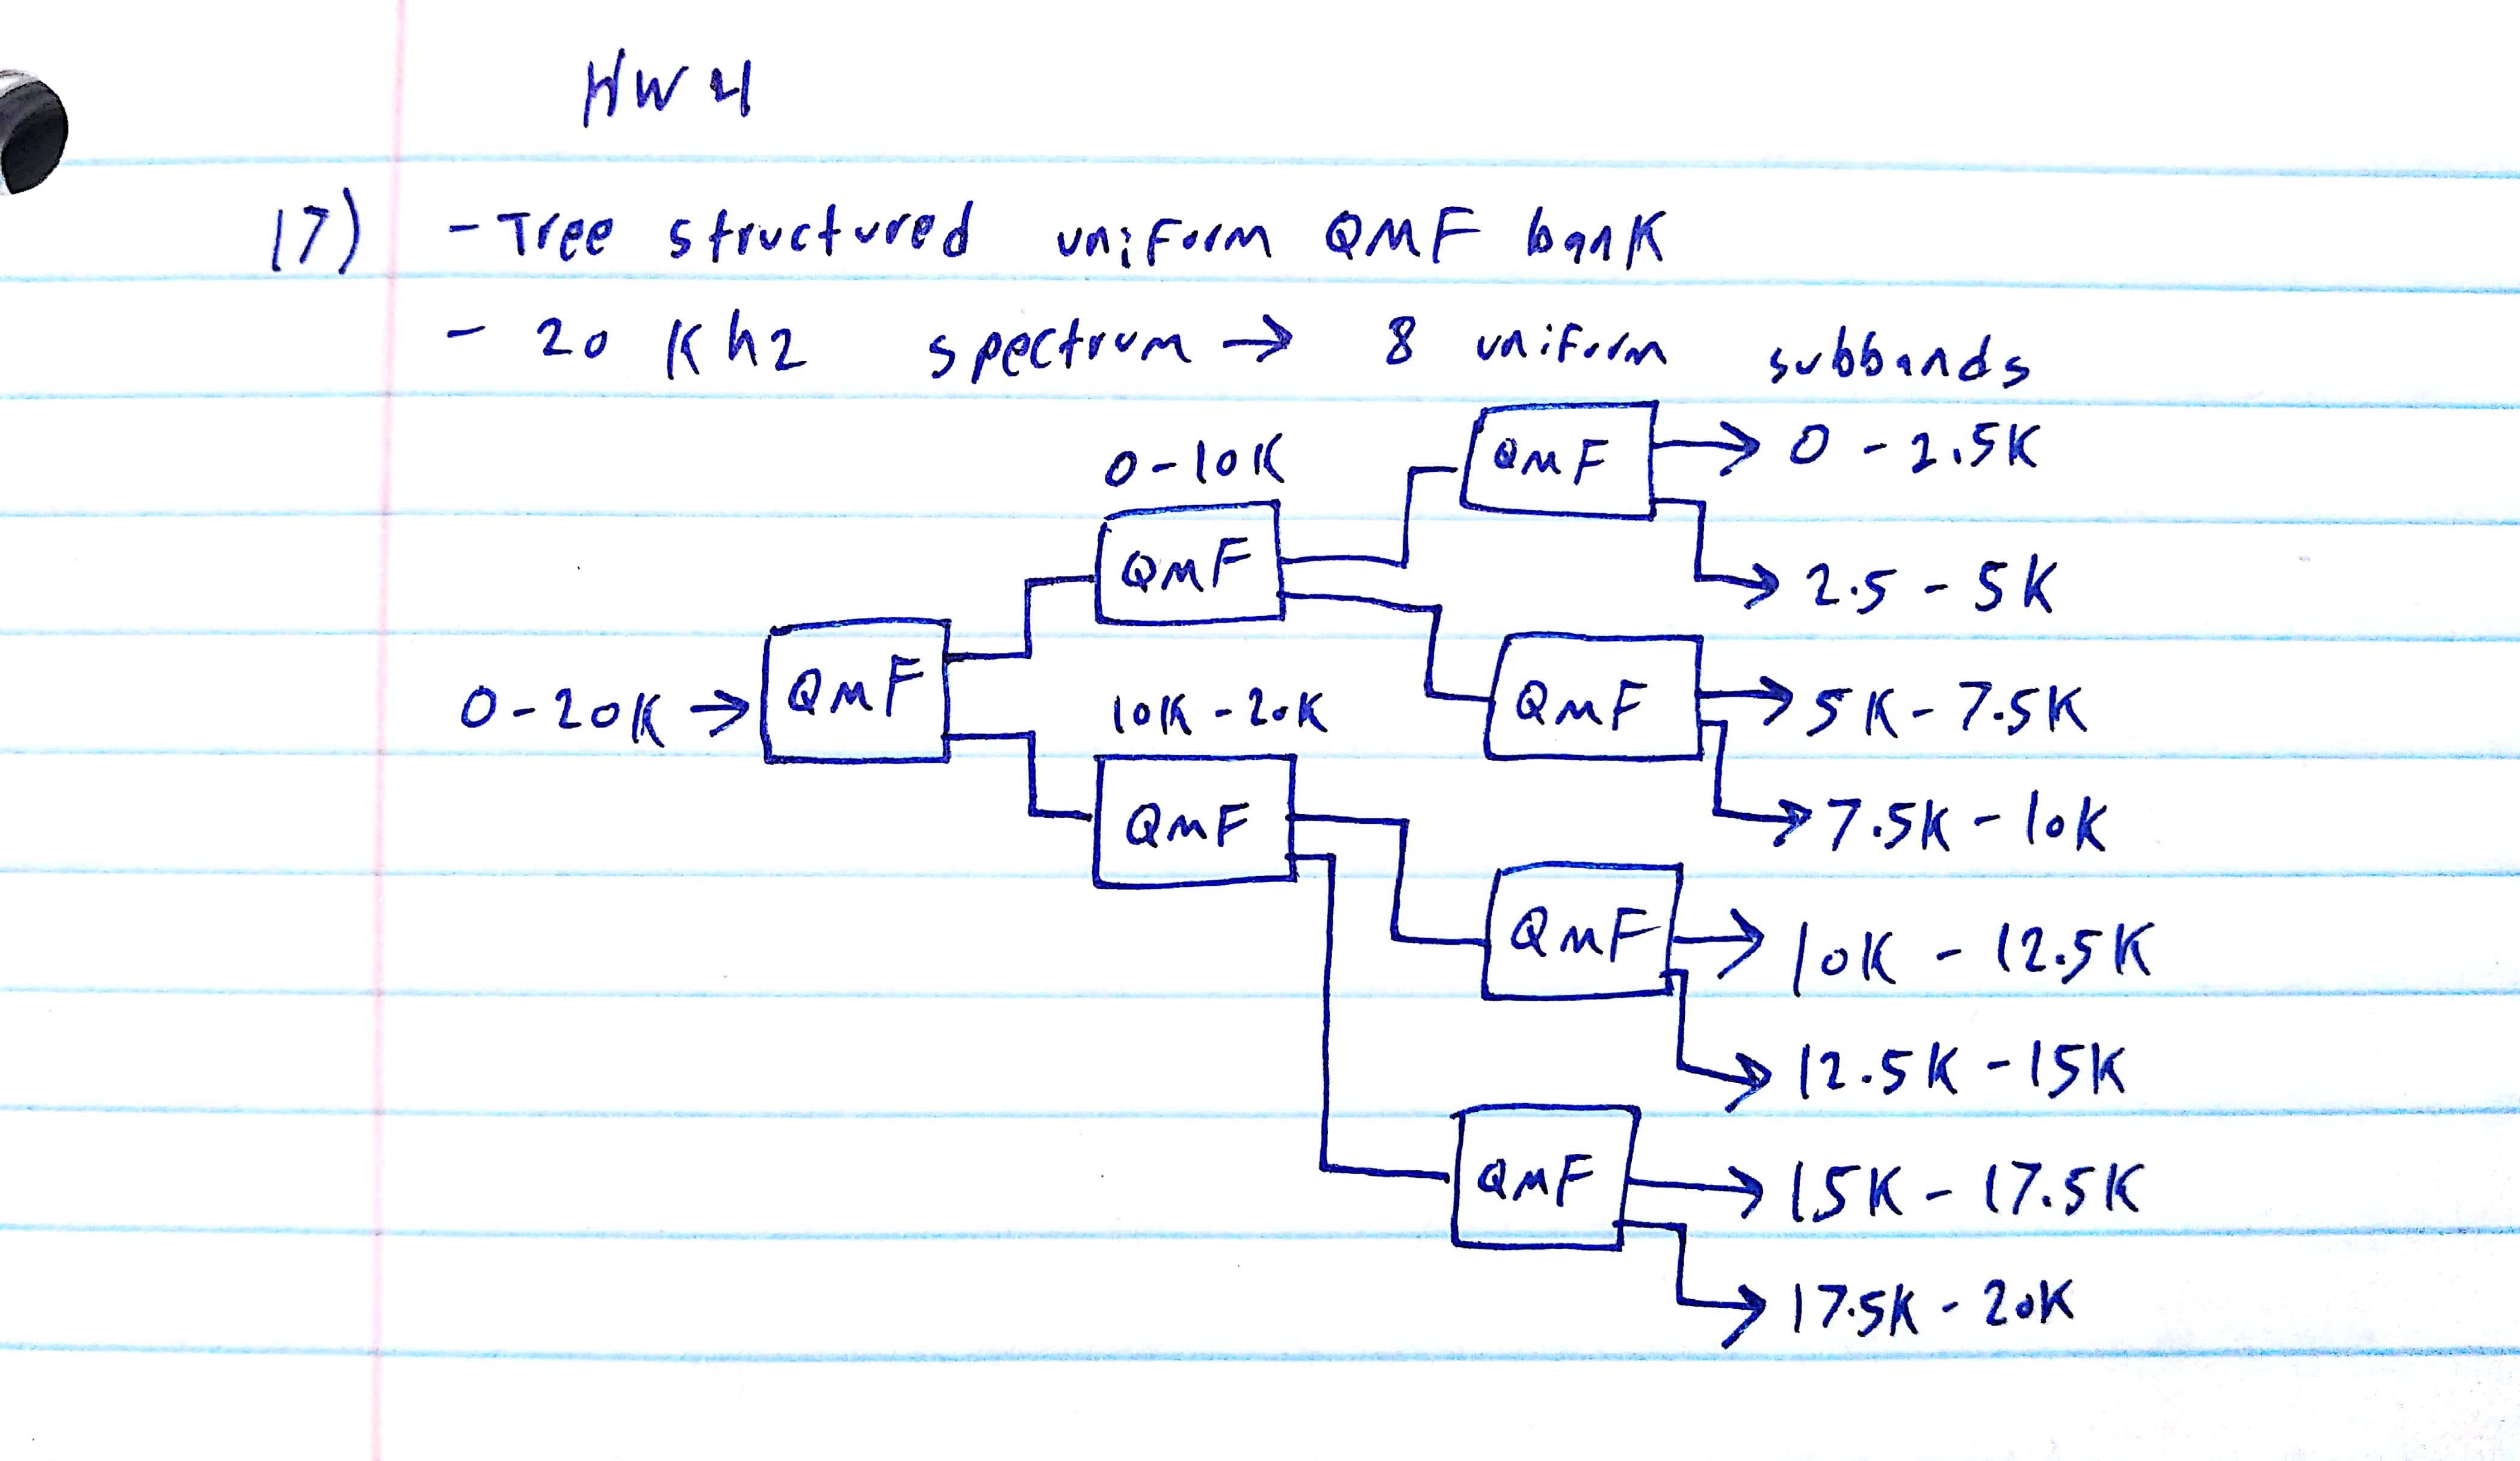 HW 4
17) - Tree structured uniform QMF bank
- 20 Khz spectrum → 8 uniform subbands
0-10K
QMF
→ 0 - 2.5K
QMF
→ 2.5 - 5K
0-20K →
QMF
10K - 20K
QMF
→ 5K - 7.5K
QMF
→ 7.5K - 10K
QMF
→ 10K - 12.5K
→ 12.5K - 15K
QMF
→ 15K - 17.5K
→ 17.5K - 20K